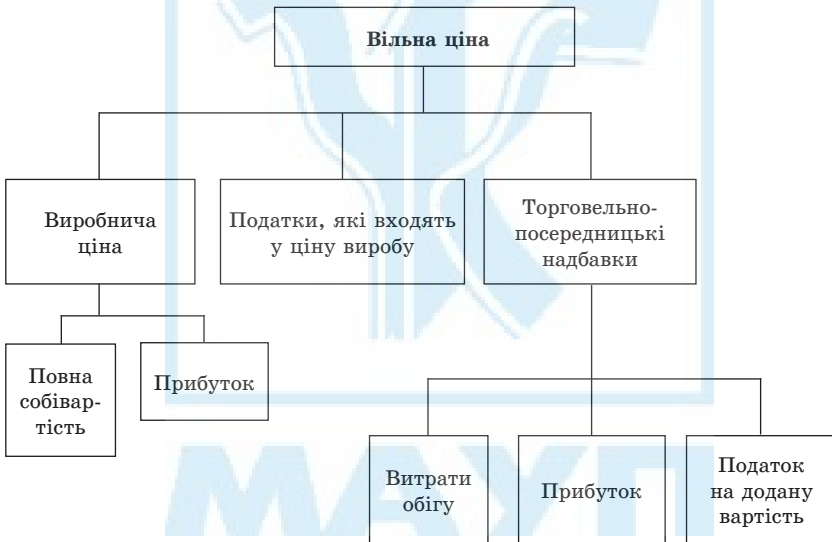 Вільна ціна
Виробнича
ціна
Податки, які входять
у ціну виробу
Торговельно-
посередницькі
надбавки
Повна
собівар-
тість
Прибуток
Витрати
обігу
Прибуток
Податок
на додану
вартість
МАУП